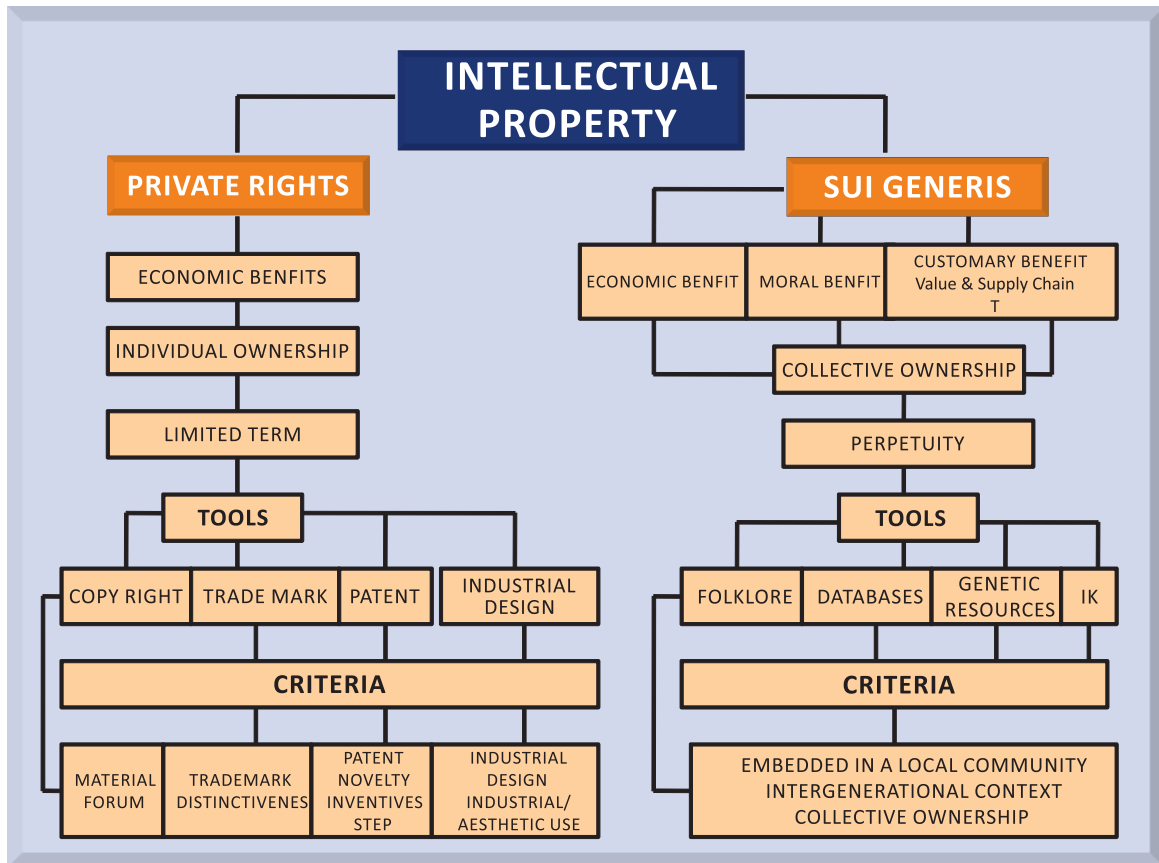 INTELLECTUAL
PROPERTY
PRIVATE RIGHTS
ECONOMIC BENFITS
INDIVIDUAL OWNERSHIP
LIMITED TERM
TOOLS
COPY RIGHT
TRADE MARK
PATENT
INDUSTRIAL
DESIGN
CRITERIA
MATERIAL
FORUM
TRADEMARK
DISTINCTIVENES
PATENT
NOVELTY
INVENTIVES
STEP
INDUSTRIAL
DESIGN
INDUSTRIAL/
AESTHETIC USE
SUI GENERIS
ECONOMIC BENFIT
MORAL BENFIT
CUSTOMARY BENEFIT
Value & Supply Chain
T
COLLECTIVE OWNERSHIP
PERPETUITY
TOOLS
FOLKLORE
DATABASES
GENETIC
RESOURCES
IK
CRITERIA
EMBEDDED IN A LOCAL COMMUNITY
INTERGENERATIONAL CONTEXT
COLLECTIVE OWNERSHIP